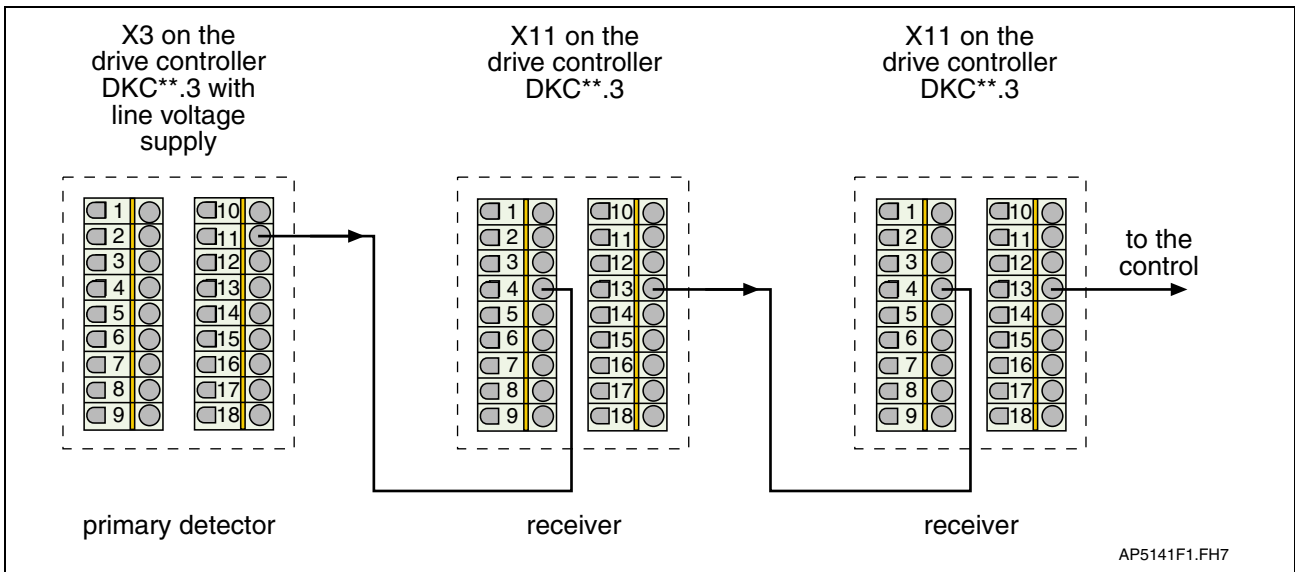 X3 on the
drive controller
DKC**.3 with
line voltage
supply
X11 on the
drive controller
DKC**.3
X11 on the
drive controller
DKC**.3
1 10
2 11
3 12
4 13
5 14
6 15
7 16
8 17
9 18
1 10
2 11
3 12
4 13
5 14
6 15
7 16
8 17
9 18
1 10
2 11
3 12
4 13
5 14
6 15
7 16
8 17
9 18
to the
control
primary detector
receiver
receiver
AP5141F1.FH7